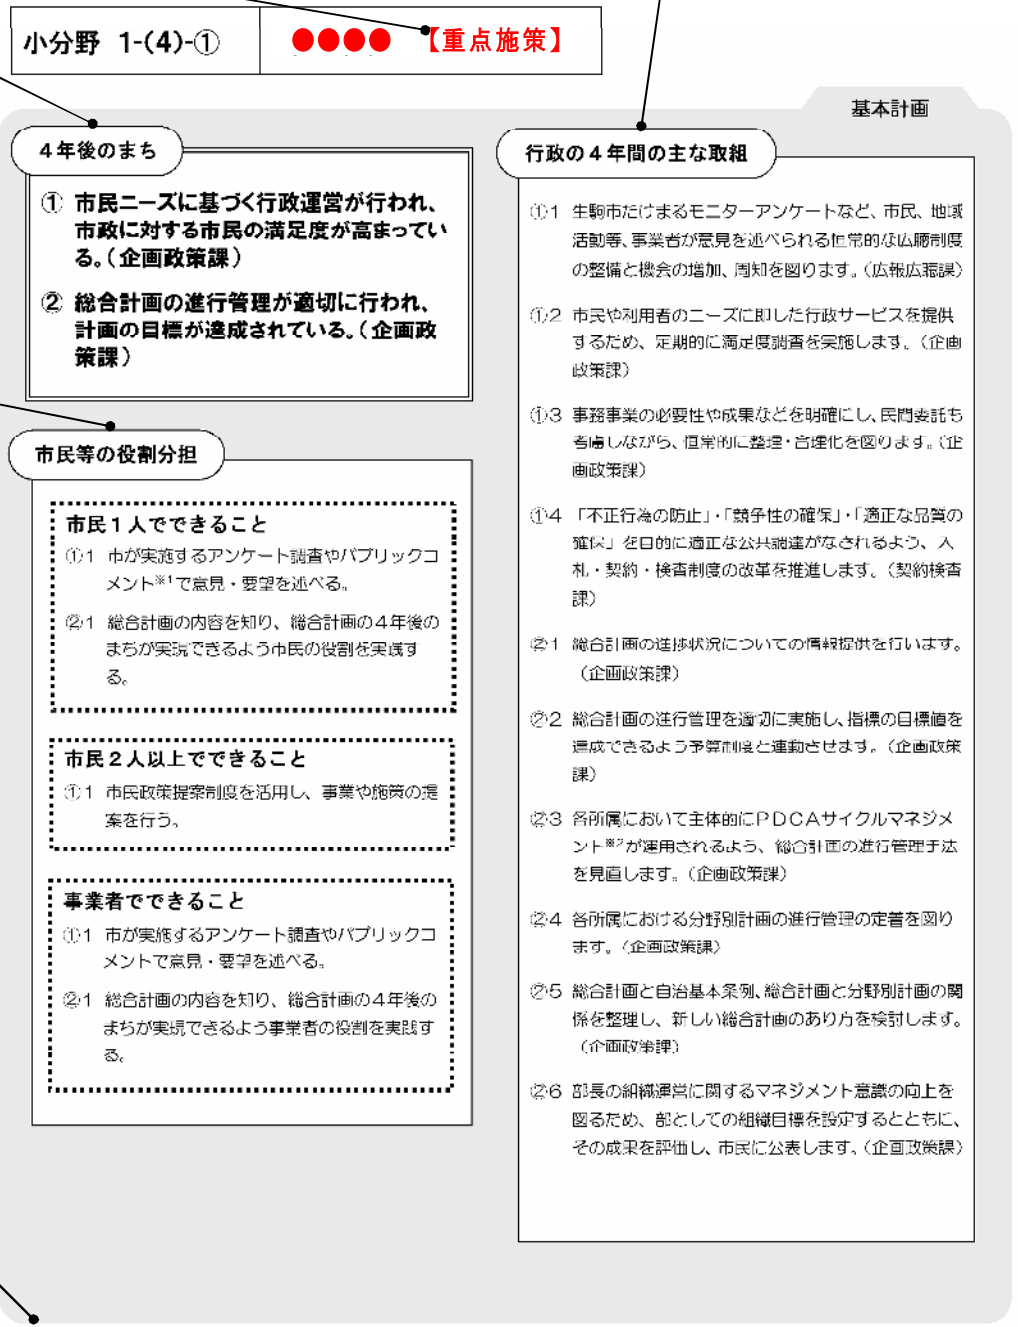 小分野 1-(4)-①
●●●● 【重点施策】
基本計画
4年後のまち
① 市民ニーズに基づく行政運営が行われ、
市政に対する市民の満足度が高まってい
る。(企画政策課)
② 総合計画の進行管理が適切に行われ、
計画の目標が達成されている。(企画政
策課)
市民等の役割分担
市民1人でできること
①1 市が実施するアンケート調査やパブリックコ
メント※1で意見・要望を述べる。
②1 総合計画の内容を知り、総合計画の4年後の
まちが実現できるよう市民の役割を実践す
る。
市民2人以上でできること
①1 市民政策提案制度を活用し、事業や施策の提
案を行う。
事業者でできること
①1 市が実施するアンケート調査やパブリックコ
メントで意見・要望を述べる。
②1 総合計画の内容を知り、総合計画の4年後の
まちが実現できるよう事業者の役割を実践す
る。
行政の4年間の主な取組
①1 生駒市たけまるモニターアンケートなど、市民、地域
活動等、事業者が意見を述べられる恒常的な広聴制度
の整備と機会の増加、周知を図ります。(広報広聴課)
①2 市民や利用者のニーズに即した行政サービスを提供
するため、定期的に満足度調査を実施します。(企画
政策課)
①3 事務事業の必要性や成果などを明確にし、民間委託も
考慮しながら、恒常的に整理・合理化を図ります。(企
画政策課)
①4 「不正行為の防止」・「競争性の確保」・「適正な品質の
確保」を目的に適正な公共調達がなされるよう、入
札・契約・検査制度の改革を推進します。(契約検査
課)
②1 総合計画の進捗状況についての情報提供を行います。
(企画政策課)
②2 総合計画の進行管理を適切に実施し、指標の目標値を
達成できるよう予算制度と連動させます。(企画政策
課)
②3 各所属において主体的にPDCAサイクルマネジメ
ント※2が運用されるよう、総合計画の進行管理手法
を見直します。(企画政策課)
②4 各所属における分野別計画の進行管理の定着を図り
ます。(企画政策課)
②5 総合計画と自治基本条例、総合計画と分野別計画の関
係を整理し、新しい総合計画のあり方を検討します。
(企画政策課)
②6 部長の組織運営に関するマネジメント意識の向上を
図るため、部としての組織目標を設定するとともに、
その成果を評価し、市民に公表します。(企画政策課)